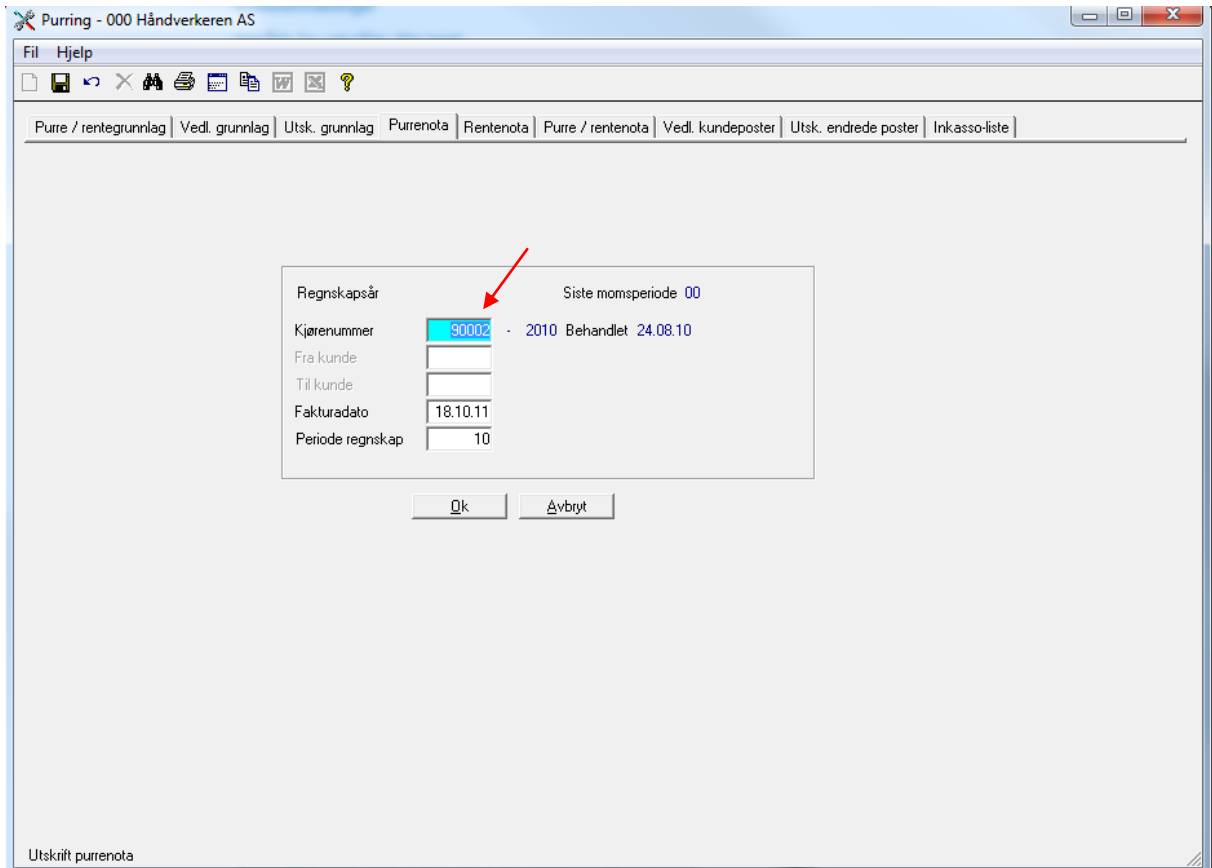 Purring - 000 Håndverkeren AS
Fil Hjelp
Purre / rentegrunnlag Vedl. grunnlag Utsk. grunnlag Purrenota Rentenota Purre / rentenota Vedl. kundeposter Utsk. endrede poster Inkasso-liste
Regnskapsår Siste momsperiode 00
Kjørenummer 90002 - 2010 Behandlet 24.08.10
Fra kunde
Til kunde
Fakturadato 18.10.11
Periode regnskap 10
Ok Avbryt
Utskrift purrenota